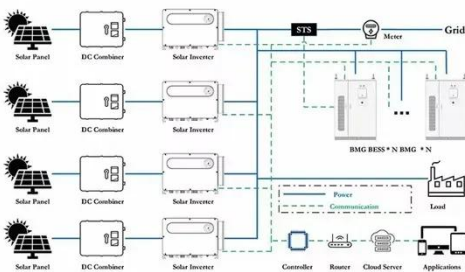 STS
Meter
Grid
Solar Panel
DC Combiner
Solar Inverter
Solar Panel
DC Combiner
Solar Inverter
BMG BESS * N BMG * N
Solar Panel
DC Combiner
Solar Inverter
Power
Communication
Load
Solar Panel
DC Combiner
Solar Inverter
Controller
Router
Cloud Server
Applications